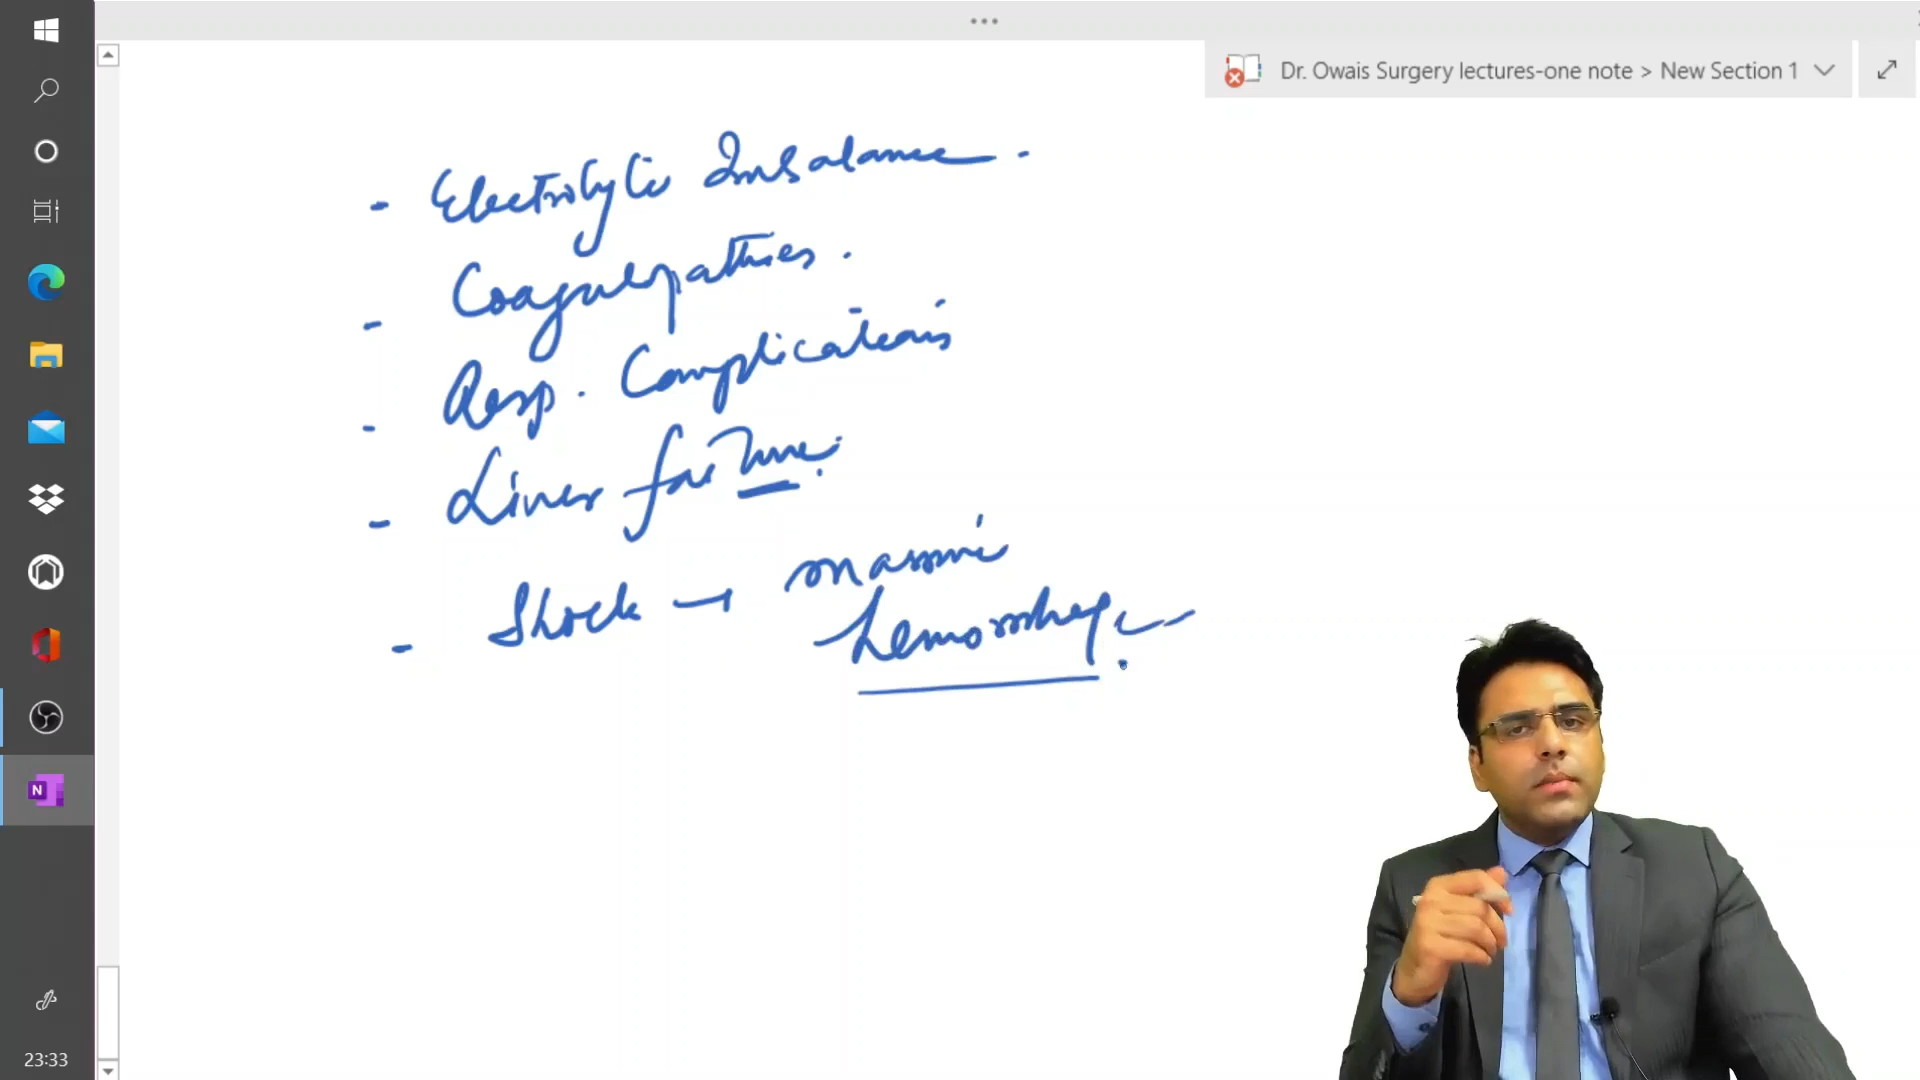 Dr. Owais Surgery lectures-one note > New Section 1
- Electrolytic Imbalance.
- Coagulopathies.
- Resp. Complications
- Liver failure.
- Shock → massive
hemorrhage.
N
23:33